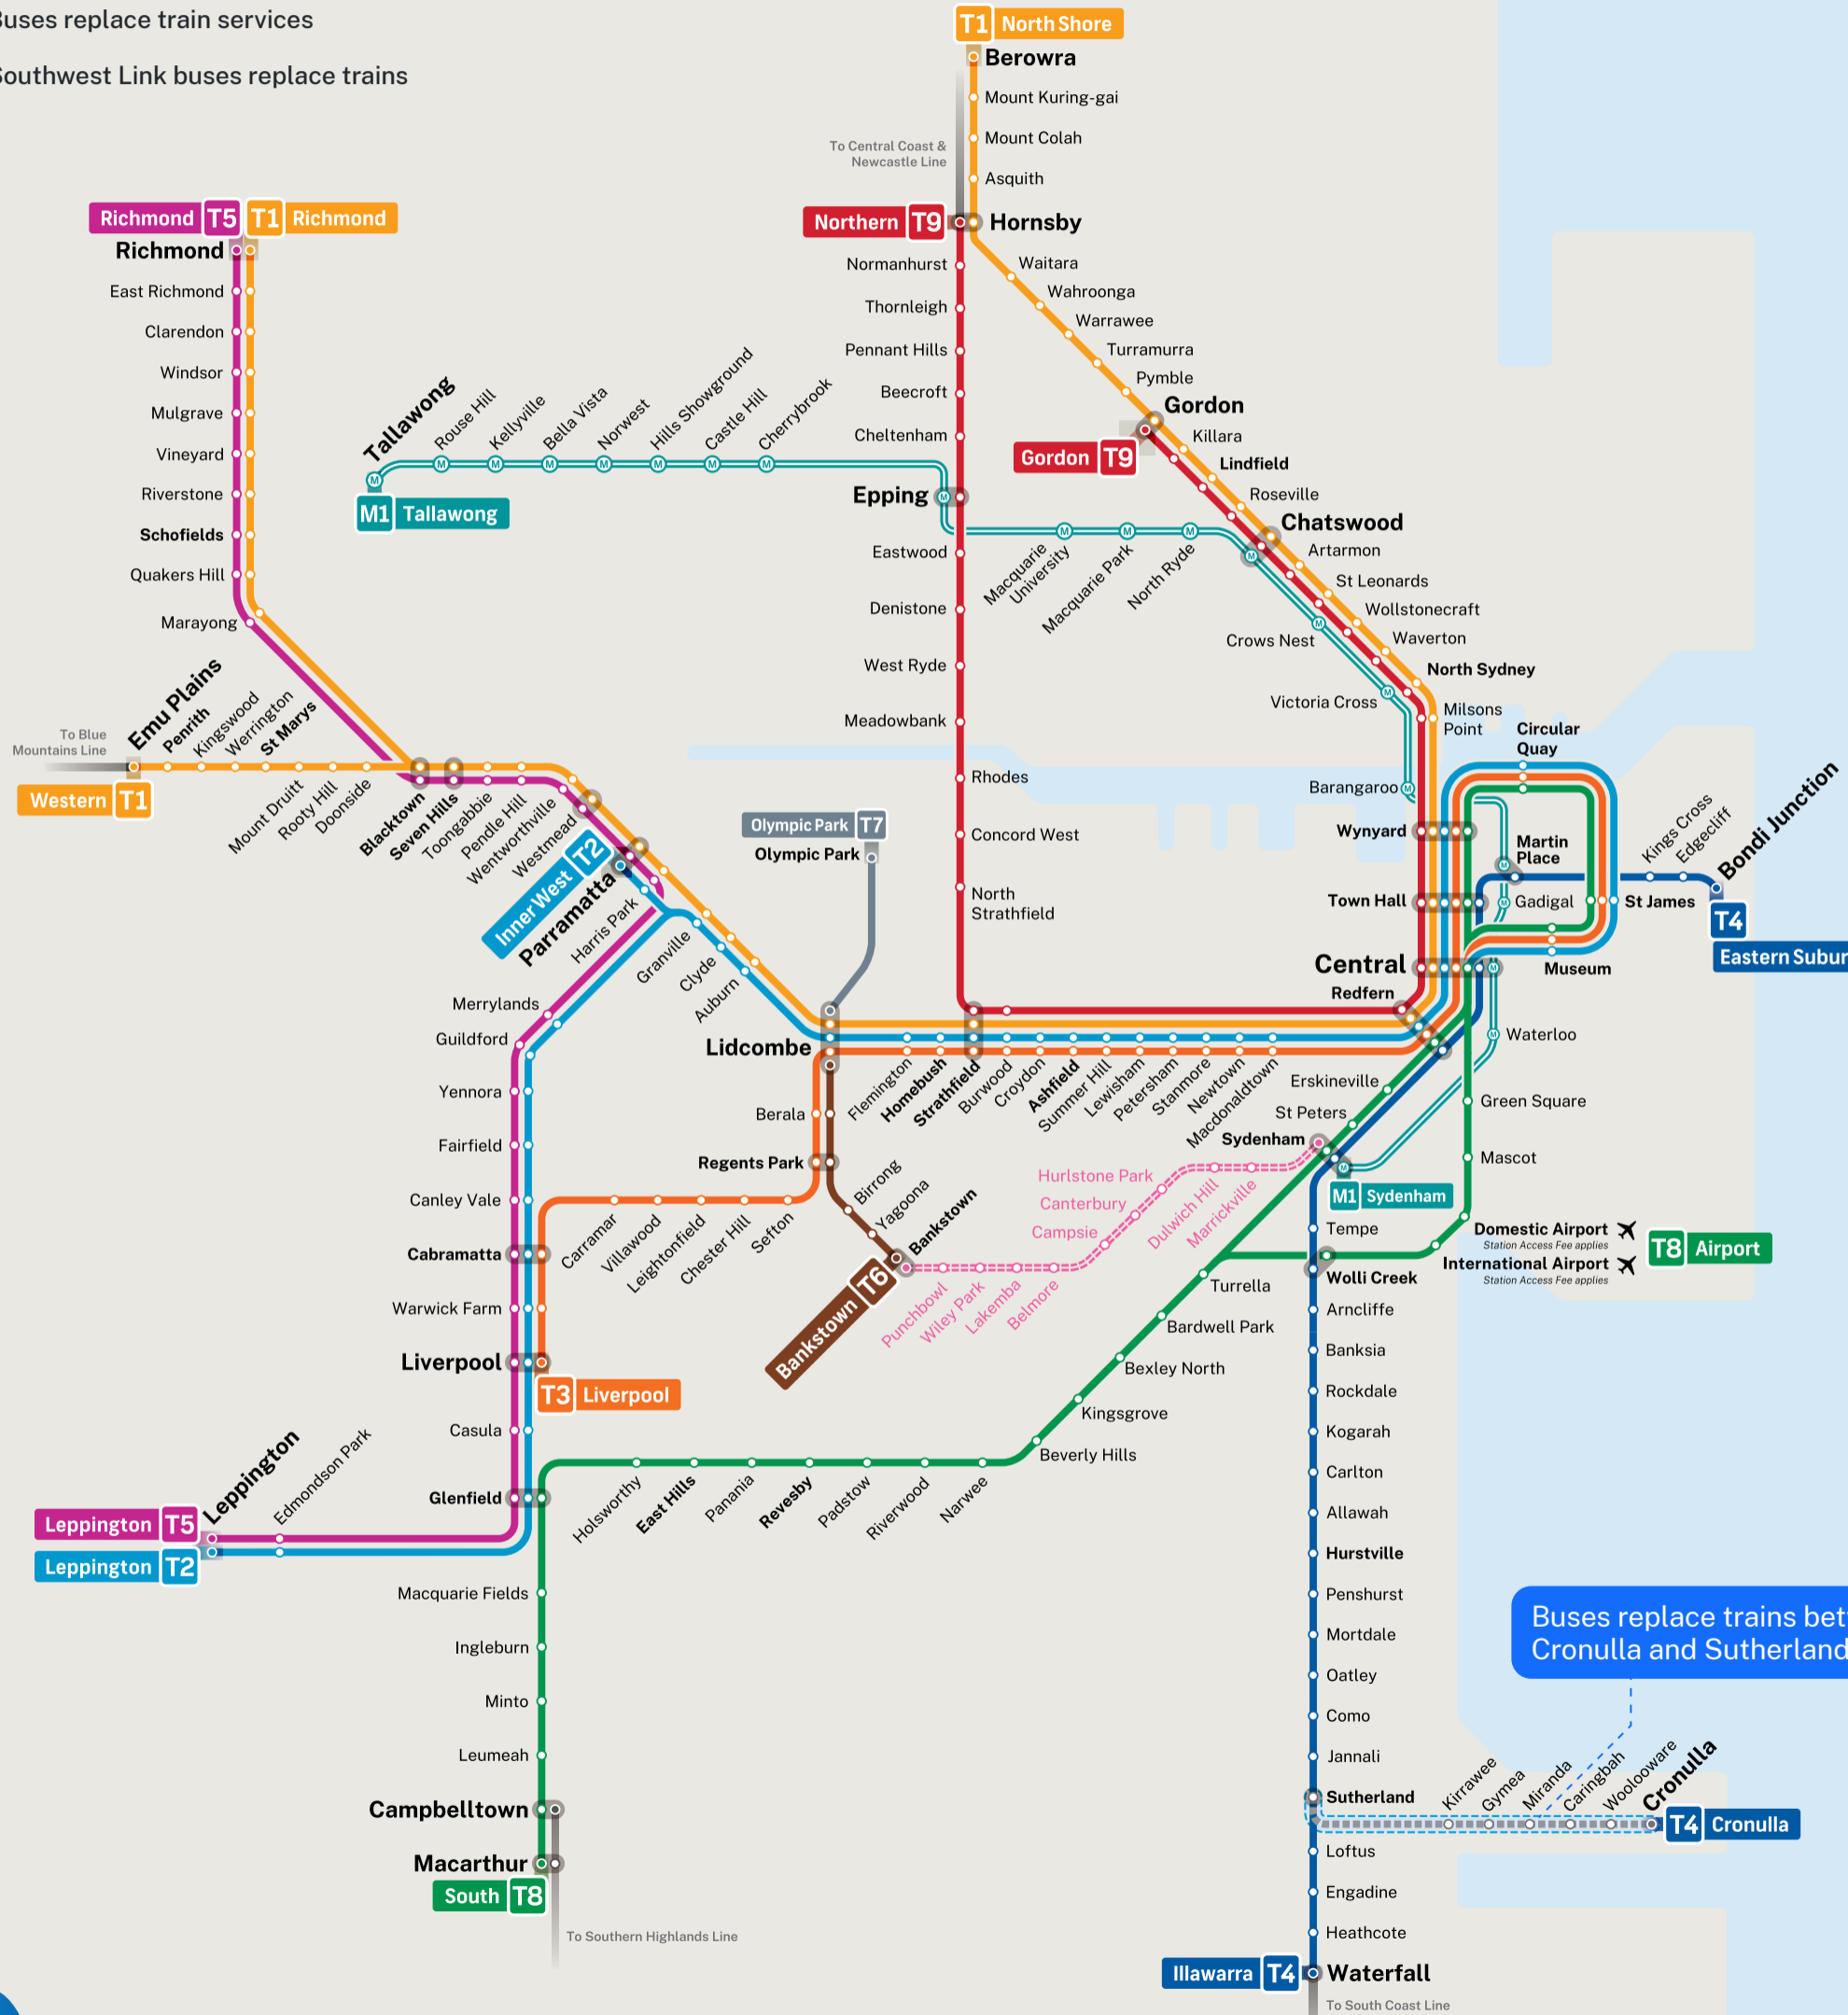 Buses replace train services
Southwest Link buses replace trains
T1 North Shore
Berowra
Mount Kuring-gai
Mount Colah
Asquith
To Central Coast &
Newcastle Line
Northern T9
Hornsby
Richmond T5
T1 Richmond
Richmond
East Richmond
Clarendon
Windsor
Mulgrave
Vineyard
Riverstone
Schofields
Quakers Hill
Marayong
Normanhurst
Thornleigh
Pennant Hills
Beecroft
Cheltenham
Epping
Eastwood
Denistone
West Ryde
Meadowbank
Rhodes
Concord West
North
Strathfield
Waitara
Wahroonga
Warrawee
Turramurra
Pymble
Gordon
Gordon T9
Killara
Lindfield
Roseville
Chatswood
Artarmon
St Leonards
Wollstonecraft
Waverton
North Sydney
Milsons
Point
Tallawong
M1 Tallawong
Rouse Hill
Kellyville
Bella Vista
Norwest
Hills Showground
Castle Hill
Cherrybrook
Macquarie
University
Macquarie Park
North Ryde
Crows Nest
Victoria Cross
Barangaroo
To Blue
Mountains Line
Western T1
Emu Plains
Penrith
Kingswood
Werrington
St Marys
Mount Druitt
Rooty Hill
Doonside
Blacktown
Seven Hills
Toongabbie
Pendle Hill
Wentworthville
Westmead
Inner West T2
Parramatta
Harris Park
Granville
Clyde
Auburn
Olympic Park T7
Olympic Park
Lidcombe
Flemington
Homebush
Strathfield
Burwood
Croydon
Ashfield
Summer Hill
Lewisham
Petersham
Stanmore
Newtown
Macdonaldtown
Redfern
Central
Town Hall
Wynyard
Circular
Quay
Martin
Place
Gadigal
St James
Museum
Kings Cross
Edgecliff
Bondi Junction
T4
Eastern Subur
Waterloo
Green Square
Mascot
Domestic Airport
Station Access Fee applies
International Airport
Station Access Fee applies
T8 Airport
Erskineville
St Peters
Sydenham
M1 Sydenham
Tempe
Wolli Creek
Merrylands
Guildford
Yennora
Fairfield
Canley Vale
Cabramatta
Warwick Farm
Liverpool
T3 Liverpool
Casula
Glenfield
Leppington
Edmondson Park
Leppington T5
Leppington T2
Berala
Regents Park
Birrong
Yagoona
Bankstown
Bankstown T6
Carramar
Villawood
Leightonfield
Chester Hill
Sefton
Punchbowl
Wiley Park
Lakemba
Belmore
Campsie
Canterbury
Hurlstone Park
Dulwich Hill
Marrickville
Turrella
Bardwell Park
Bexley North
Kingsgrove
Beverly Hills
Narwee
Riverwood
Padstow
Revesby
Panania
East Hills
Holsworthy
Macquarie Fields
Ingleburn
Minto
Leumeah
Campbelltown
Macarthur
South T8
To Southern Highlands Line
Arncliffe
Banksia
Rockdale
Kogarah
Carlton
Allawah
Hurstville
Penshurst
Mortdale
Oatley
Como
Jannali
Sutherland
Loftus
Engadine
Heathcote
Illawarra T4
Waterfall
To South Coast Line
Kirrawee
Gymea
Miranda
Caringbah
Woolooware
Cronulla
T4 Cronulla
Buses replace trains bet
Cronulla and Sutherland